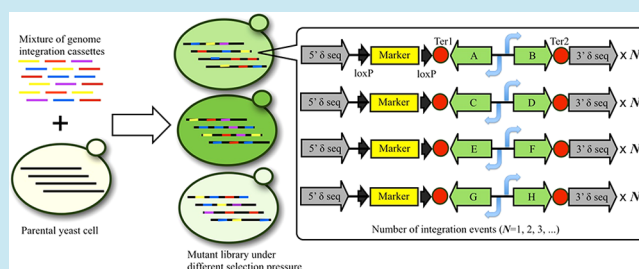 Mixture of genome
integration cassettes
+
Parental yeast cell
Mutant library under
different selection pressure
Ter1 Ter2
5' δ seq Marker A B 3' δ seq x N
loxP loxP
5' δ seq Marker C D 3' δ seq x N
5' δ seq Marker E F 3' δ seq x N
5' δ seq Marker G H 3' δ seq x N
Number of integration events (N=1, 2, 3, ...)